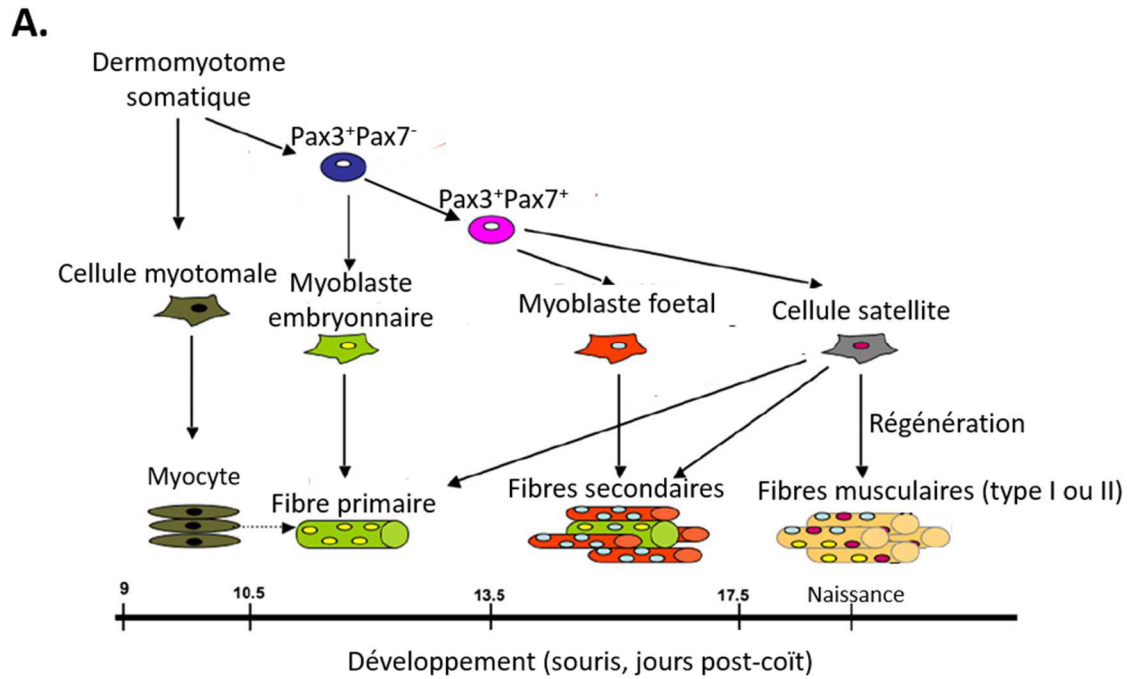 A.
Dermomyotome
somatique
Pax3⁺Pax7⁻
Pax3⁺Pax7⁺
Cellule myotomale
Myoblaste
embryonnaire
Myoblaste foetal
Cellule satellite
Régénération
Myocyte
Fibre primaire
Fibres secondaires
Fibres musculaires (type I ou II)
9
10.5
13.5
17.5
Naissance
Développement (souris, jours post-coït)